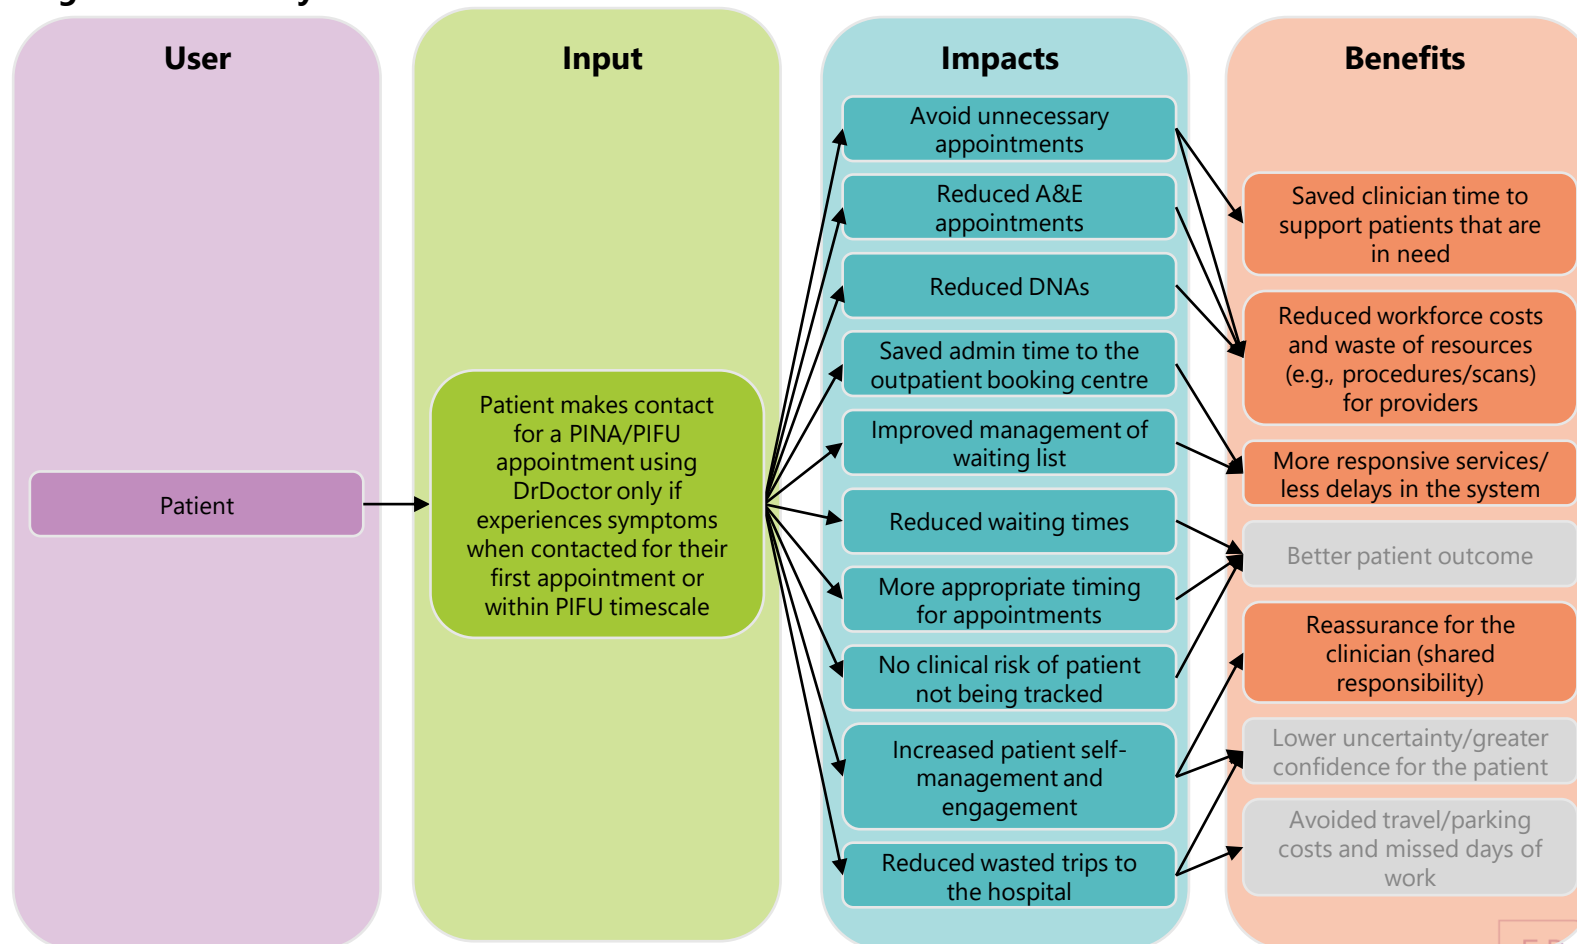 User
Input
Impacts
Benefits
Patient
Patient makes contact
for a PINA/PIFU
appointment using
DrDoctor only if
experiences symptoms
when contacted for their
first appointment or
within PIFU timescale
Avoid unnecessary
appointments
Reduced A&E
appointments
Reduced DNAs
Saved admin time to the
outpatient booking centre
Improved management of
waiting list
Reduced waiting times
More appropriate timing
for appointments
No clinical risk of patient
not being tracked
Increased patient self-
management and
engagement
Reduced wasted trips to
the hospital
Saved clinician time to
support patients that are
in need
Reduced workforce costs
and waste of resources
(e.g., procedures/scans)
for providers
More responsive services/
less delays in the system
Better patient outcome
Reassurance for the
clinician (shared
responsibility)
Lower uncertainty/greater
confidence for the patient
Avoided travel/parking
costs and missed days of
work